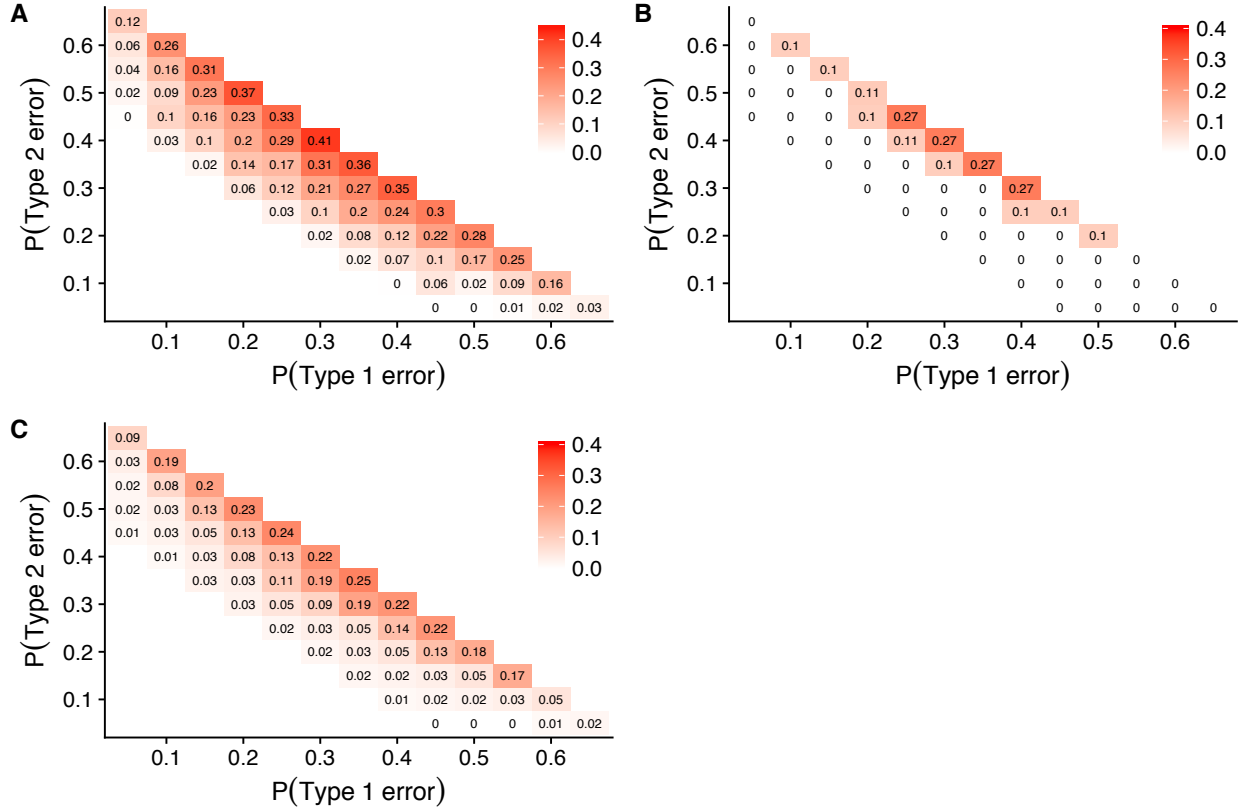 A
0.12
0.6 0.06 0.26
0.04 0.16 0.31
0.5 0.02 0.09 0.23 0.37
0 0.1 0.16 0.23 0.33
0.4 0.03 0.1 0.2 0.29 0.41
0.02 0.14 0.17 0.31 0.36
0.3 0.06 0.12 0.21 0.27 0.35
0.03 0.1 0.2 0.24 0.3
0.2 0.02 0.08 0.12 0.22 0.28
0.02 0.07 0.1 0.17 0.25
0.1 0 0.06 0.02 0.09 0.16
0 0 0.01 0.02 0.03
0.1 0.2 0.3 0.4 0.5 0.6
P(Type 1 error)
P(Type 2 error)
0.4
0.3
0.2
0.1
0.0
B
0
0.6 0 0.1
0 0 0.1
0.5 0 0 0 0.11
0 0 0 0.1 0.27
0.4 0 0 0 0.11 0.27
0 0 0 0.1 0.27
0.3 0 0 0 0 0.27
0 0 0 0.1 0.1
0.2 0 0 0 0 0.1
0 0 0 0 0
0.1 0 0 0 0 0
0 0 0 0 0
0.1 0.2 0.3 0.4 0.5 0.6
P(Type 1 error)
P(Type 2 error)
0.4
0.3
0.2
0.1
0.0
C
0.09
0.6 0.03 0.19
0.02 0.08 0.2
0.5 0.02 0.03 0.13 0.23
0.01 0.03 0.05 0.13 0.24
0.4 0.01 0.03 0.08 0.13 0.22
0.03 0.03 0.11 0.19 0.25
0.3 0.03 0.05 0.09 0.19 0.22
0.02 0.03 0.05 0.14 0.22
0.2 0.02 0.03 0.05 0.13 0.18
0.02 0.02 0.03 0.05 0.17
0.1 0.01 0.02 0.02 0.03 0.05
0 0 0 0.01 0.02
0.1 0.2 0.3 0.4 0.5 0.6
P(Type 1 error)
P(Type 2 error)
0.4
0.3
0.2
0.1
0.0